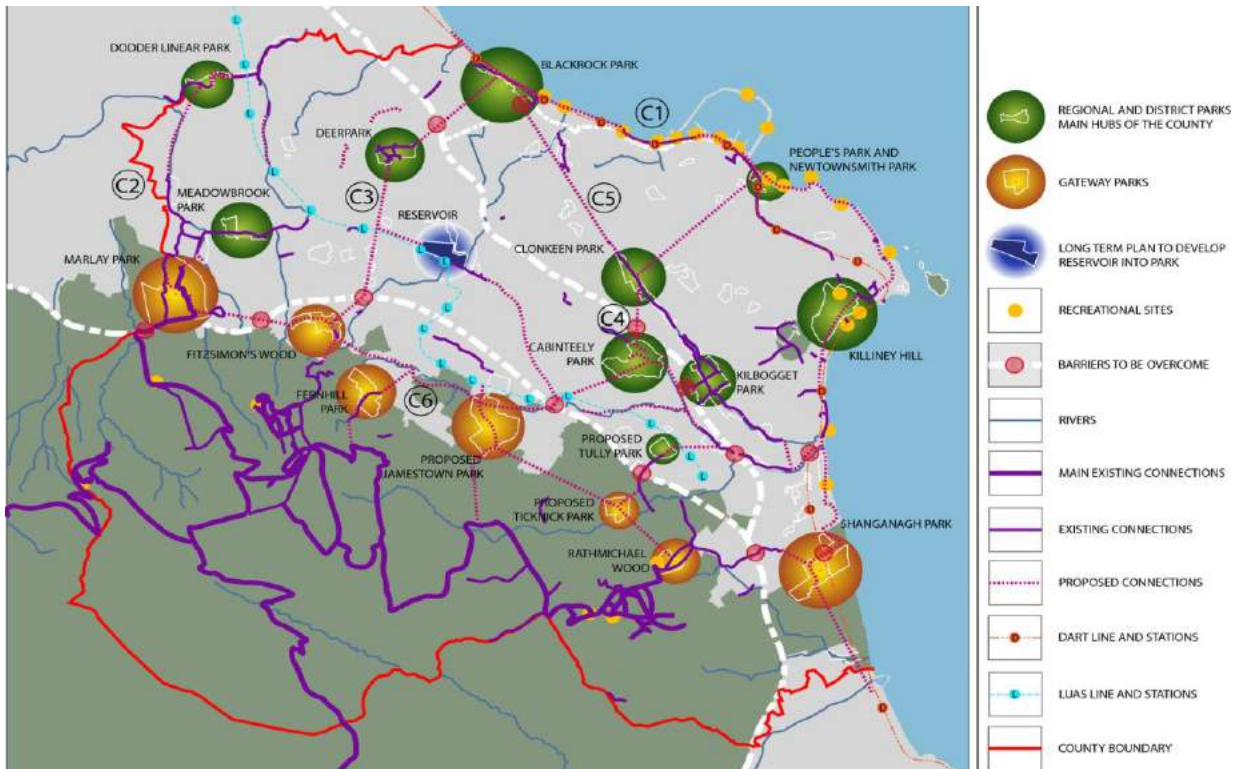 DODDER LINEAR PARK
BLACKROCK PARK
C1
DEERPARK
PEOPLE'S PARK AND
NEWTOWNSMITH PARK
C2
C3
C5
MEADOWBROOK
PARK
RESERVOIR
CLONKEEN PARK
MARLAY PARK
C4
KILLINEY HILL
FITZSIMON'S WOOD
CABINTEELY
PARK
KILBOGGET
PARK
FERNHILL
PARK
C6
PROPOSED
TULLY PARK
PROPOSED
JAMESTOWN PARK
PROPOSED
TICKNICK PARK
SHANGANAGH PARK
RATHMICHAEL
WOOD
REGIONAL AND DISTRICT PARKS
MAIN HUBS OF THE COUNTY
GATEWAY PARKS
LONG TERM PLAN TO DEVELOP
RESERVOIR INTO PARK
RECREATIONAL SITES
BARRIERS TO BE OVERCOME
RIVERS
MAIN EXISTING CONNECTIONS
EXISTING CONNECTIONS
PROPOSED CONNECTIONS
D
DART LINE AND STATIONS
L
LUAS LINE AND STATIONS
COUNTY BOUNDARY